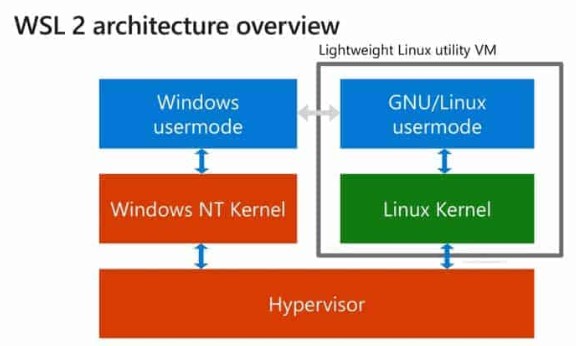 WSL 2 architecture overview
Lightweight Linux utility VM
Windows
usermode
GNU/Linux
usermode
Windows NT Kernel
Linux Kernel
Hypervisor